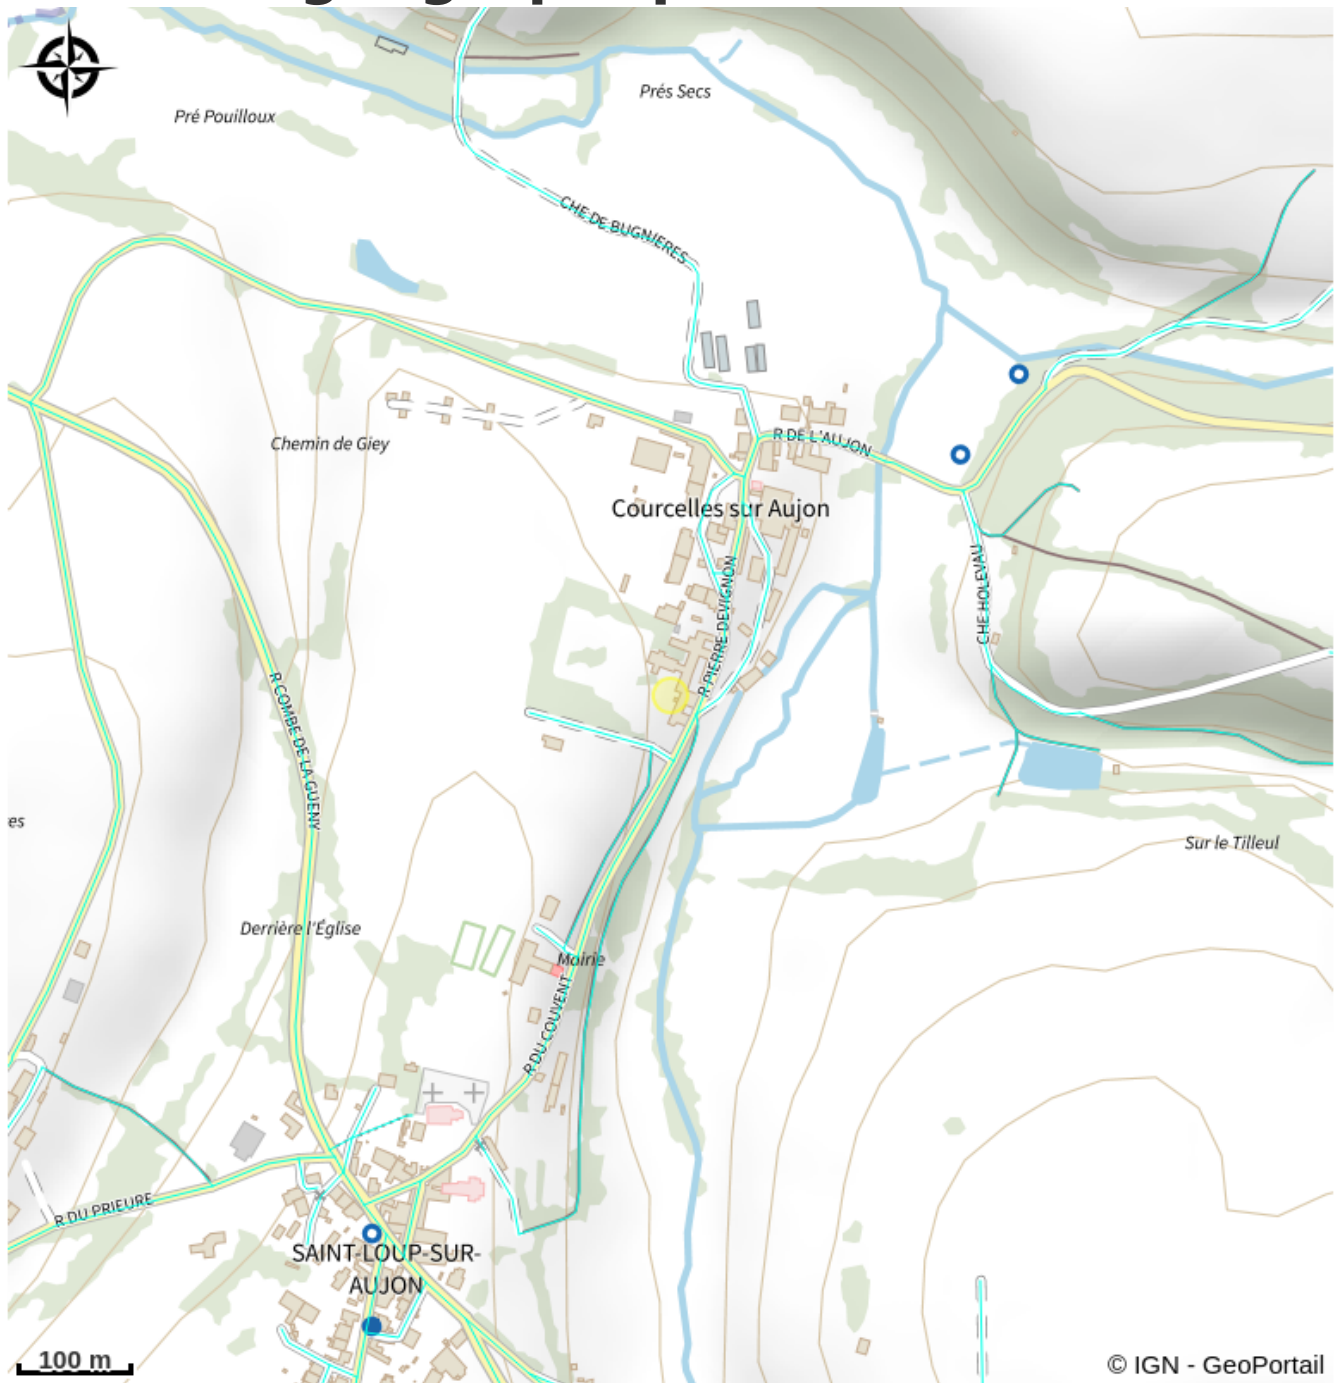 Prés Secs
Pré Pouilloux
CHE DE BUGNIERES
Chemin de Giey
R DE L'AUJON
Courcelles sur Aujon
CHE HOLEVAU
R PIERRE DEVIGNON
R COMBE DE LA GUENY
es
Sur le Tilleul
Derrière l'Église
Mairie
R DU COUVENT
R DU PRIEURE
SAINT-LOUP-SUR-
AUJON
100 m
© IGN - GeoPortail